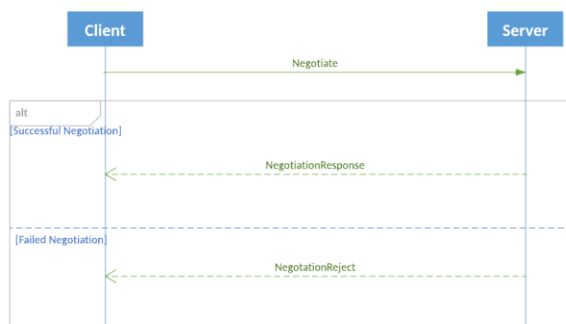 Client
Server
Negotiate
alt
[Successful Negotiation]
NegotiationResponse
[Failed Negotiation]
NegotationReject